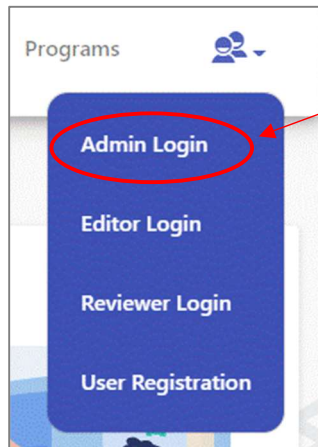 Programs
Admin Login
Editor Login
Reviewer Login
User Registration